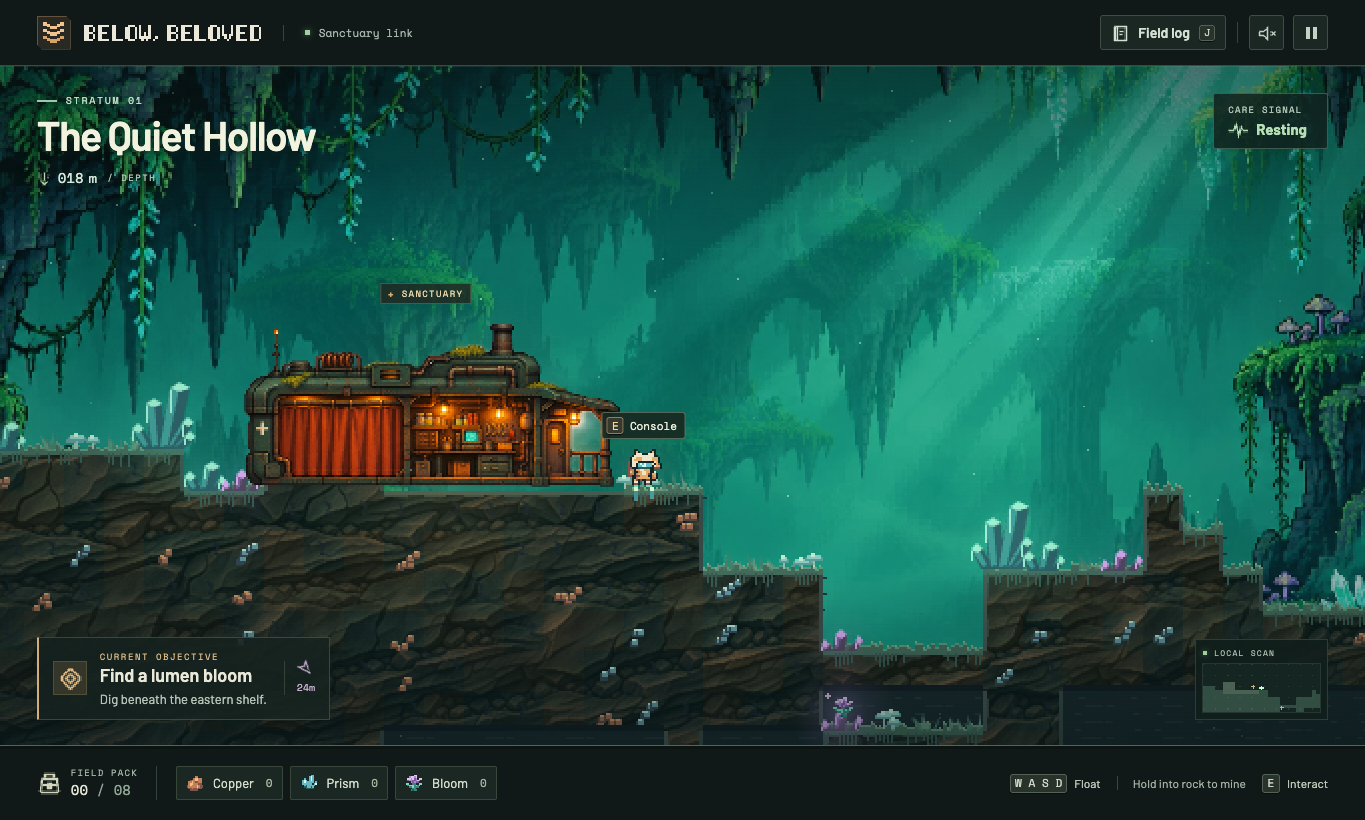 BELOW, BELOVED
Sanctuary link
Field log J
STRATUM 01
The Quiet Hollow
018 m / DEPTH
CARE SIGNAL
Resting
+ SANCTUARY
E Console
CURRENT OBJECTIVE
Find a lumen bloom
Dig beneath the eastern shelf.
24m
LOCAL SCAN
FIELD PACK
00 / 08
Copper 0
Prism 0
Bloom 0
W A S D Float
Hold into rock to mine
E Interact